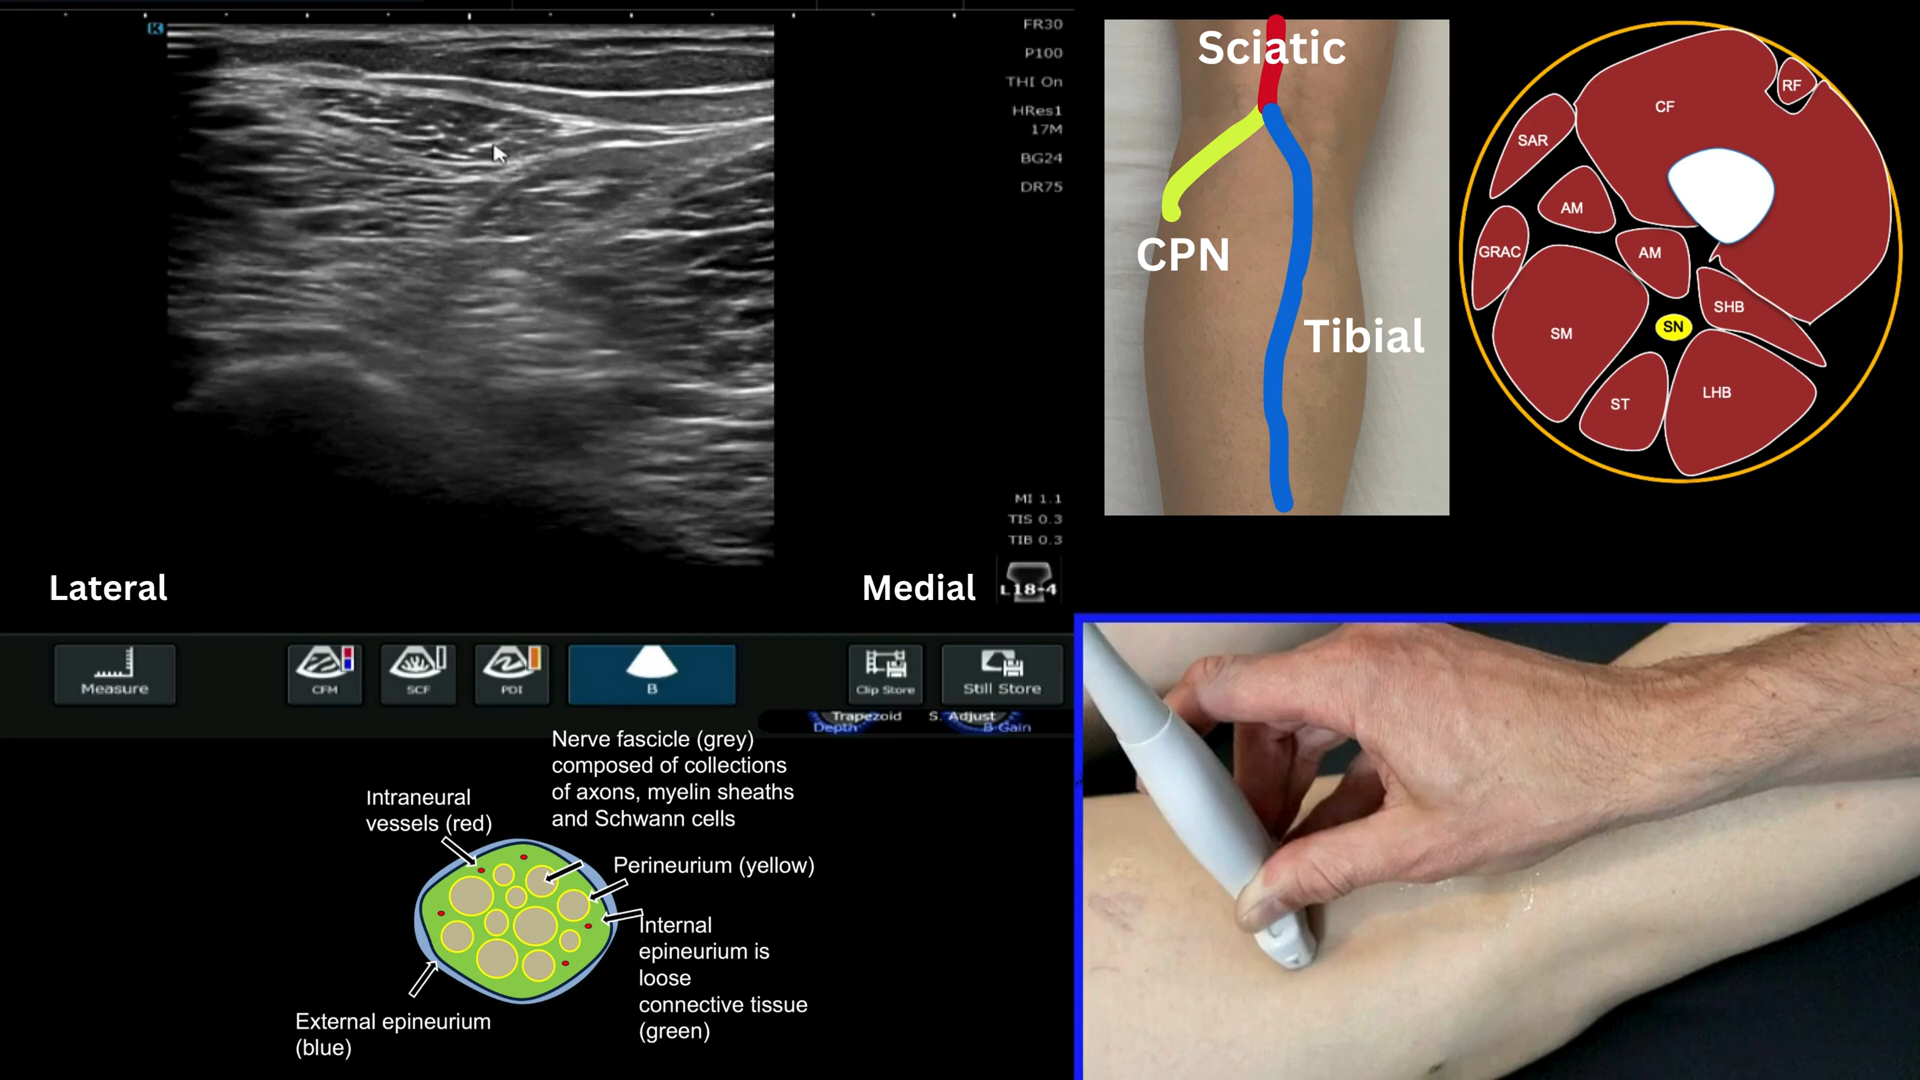 K
FR30
P100
THI On
HRes1
17M
BG24
DR75
MI 1.1
TIS 0.3
TIB 0.3
L18-4
Lateral
Medial
Measure
CFM
SCF
PDI
B
Clip Store
Still Store
Trapezoid
S. Adjust
Depth
B Gain
Sciatic
CPN
Tibial
CF
RF
SAR
AM
GRAC
AM
SHB
SM
SN
ST
LHB
Nerve fascicle (grey)
composed of collections
of axons, myelin sheaths
and Schwann cells
Intraneural
vessels (red)
Perineurium (yellow)
Internal
epineurium is
loose
connective tissue
(green)
External epineurium
(blue)